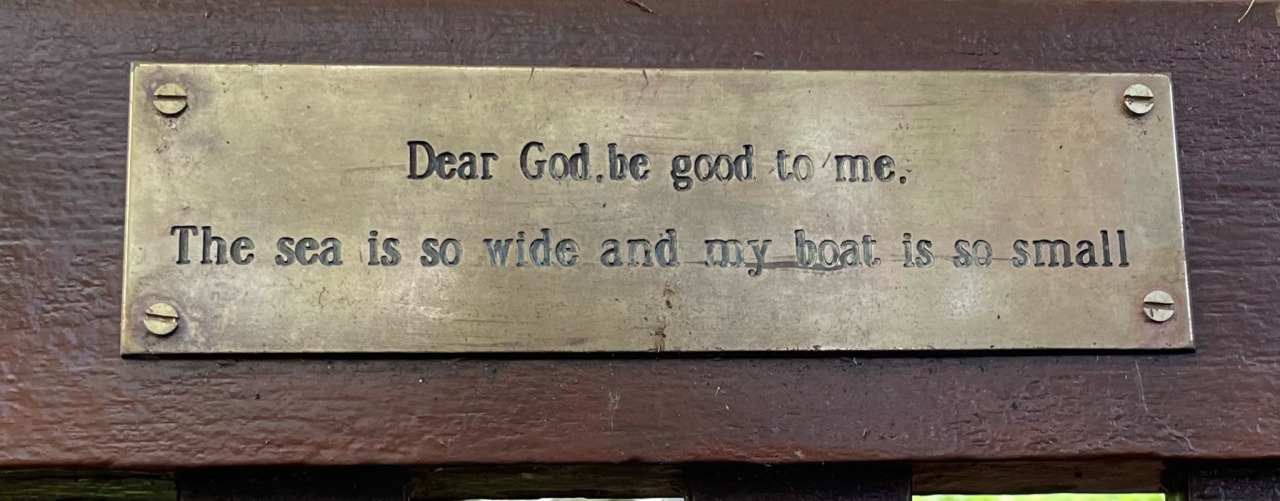 Dear God.be good to me.
The sea is so wide and my boat is so small